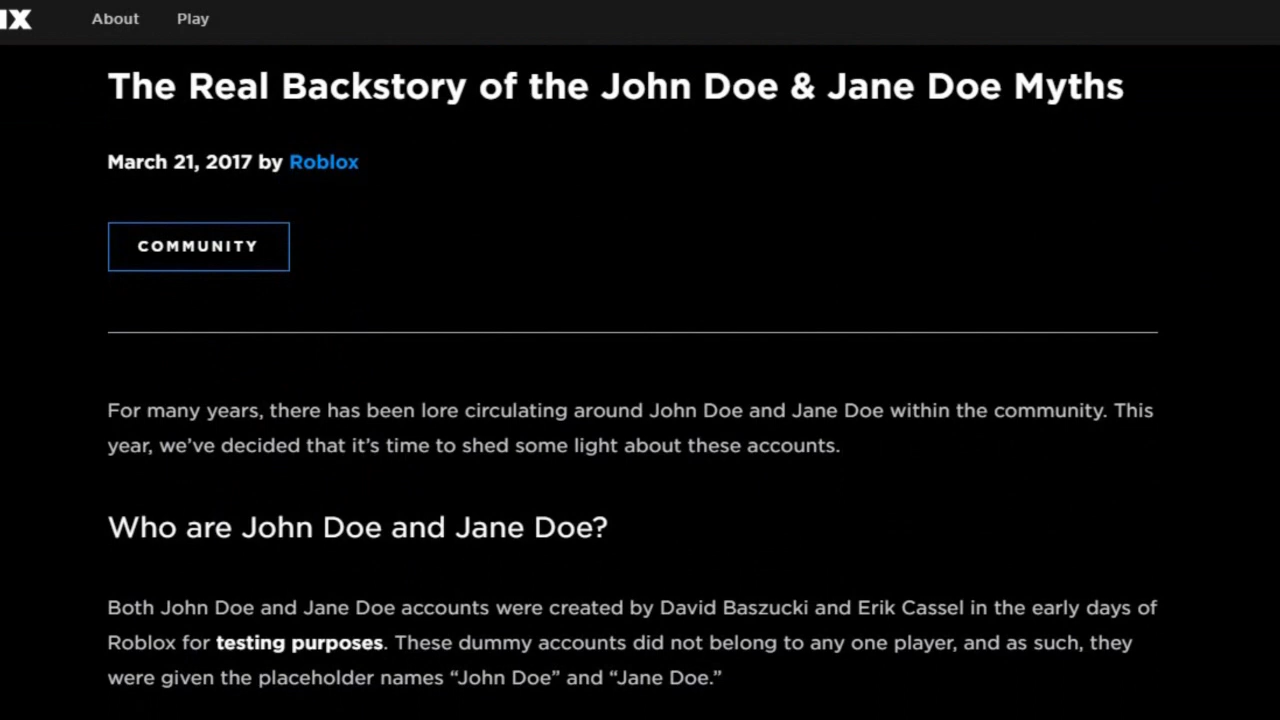 IX
About Play
The Real Backstory of the John Doe & Jane Doe Myths
March 21, 2017 by Roblox
COMMUNITY
For many years, there has been lore circulating around John Doe and Jane Doe within the community. This
year, we’ve decided that it’s time to shed some light about these accounts.
Who are John Doe and Jane Doe?
Both John Doe and Jane Doe accounts were created by David Baszucki and Erik Cassel in the early days of
Roblox for testing purposes. These dummy accounts did not belong to any one player, and as such, they
were given the placeholder names “John Doe” and “Jane Doe.”